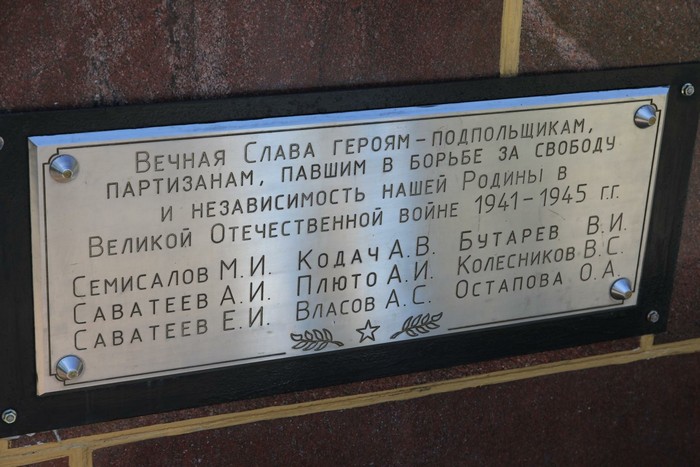 Вечная Слава героям-подпольщикам,
партизанам, павшим в борьбе за свободу
и независимость нашей Родины в
Великой Отечественной войне 1941-1945 г.г.
Семисалов М.И. Кодач А.В. Бутарев В.И.
Саватеев А.И. Плюто А.И. Колесников В.С.
Саватеев Е.И. Власов А.С. Остапова О.А.